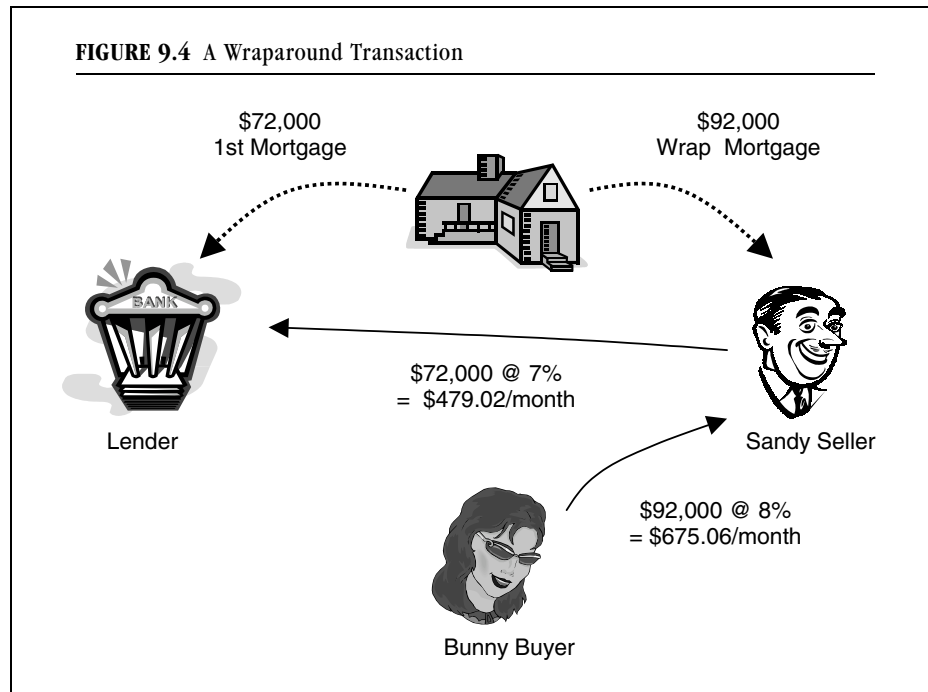 FIGURE 9.4 A Wraparound Transaction
$72,000
1st Mortgage
$92,000
Wrap Mortgage
BANK
$72,000 @ 7%
= $479.02/month
Lender
Sandy Seller
$92,000 @ 8%
= $675.06/month
Bunny Buyer